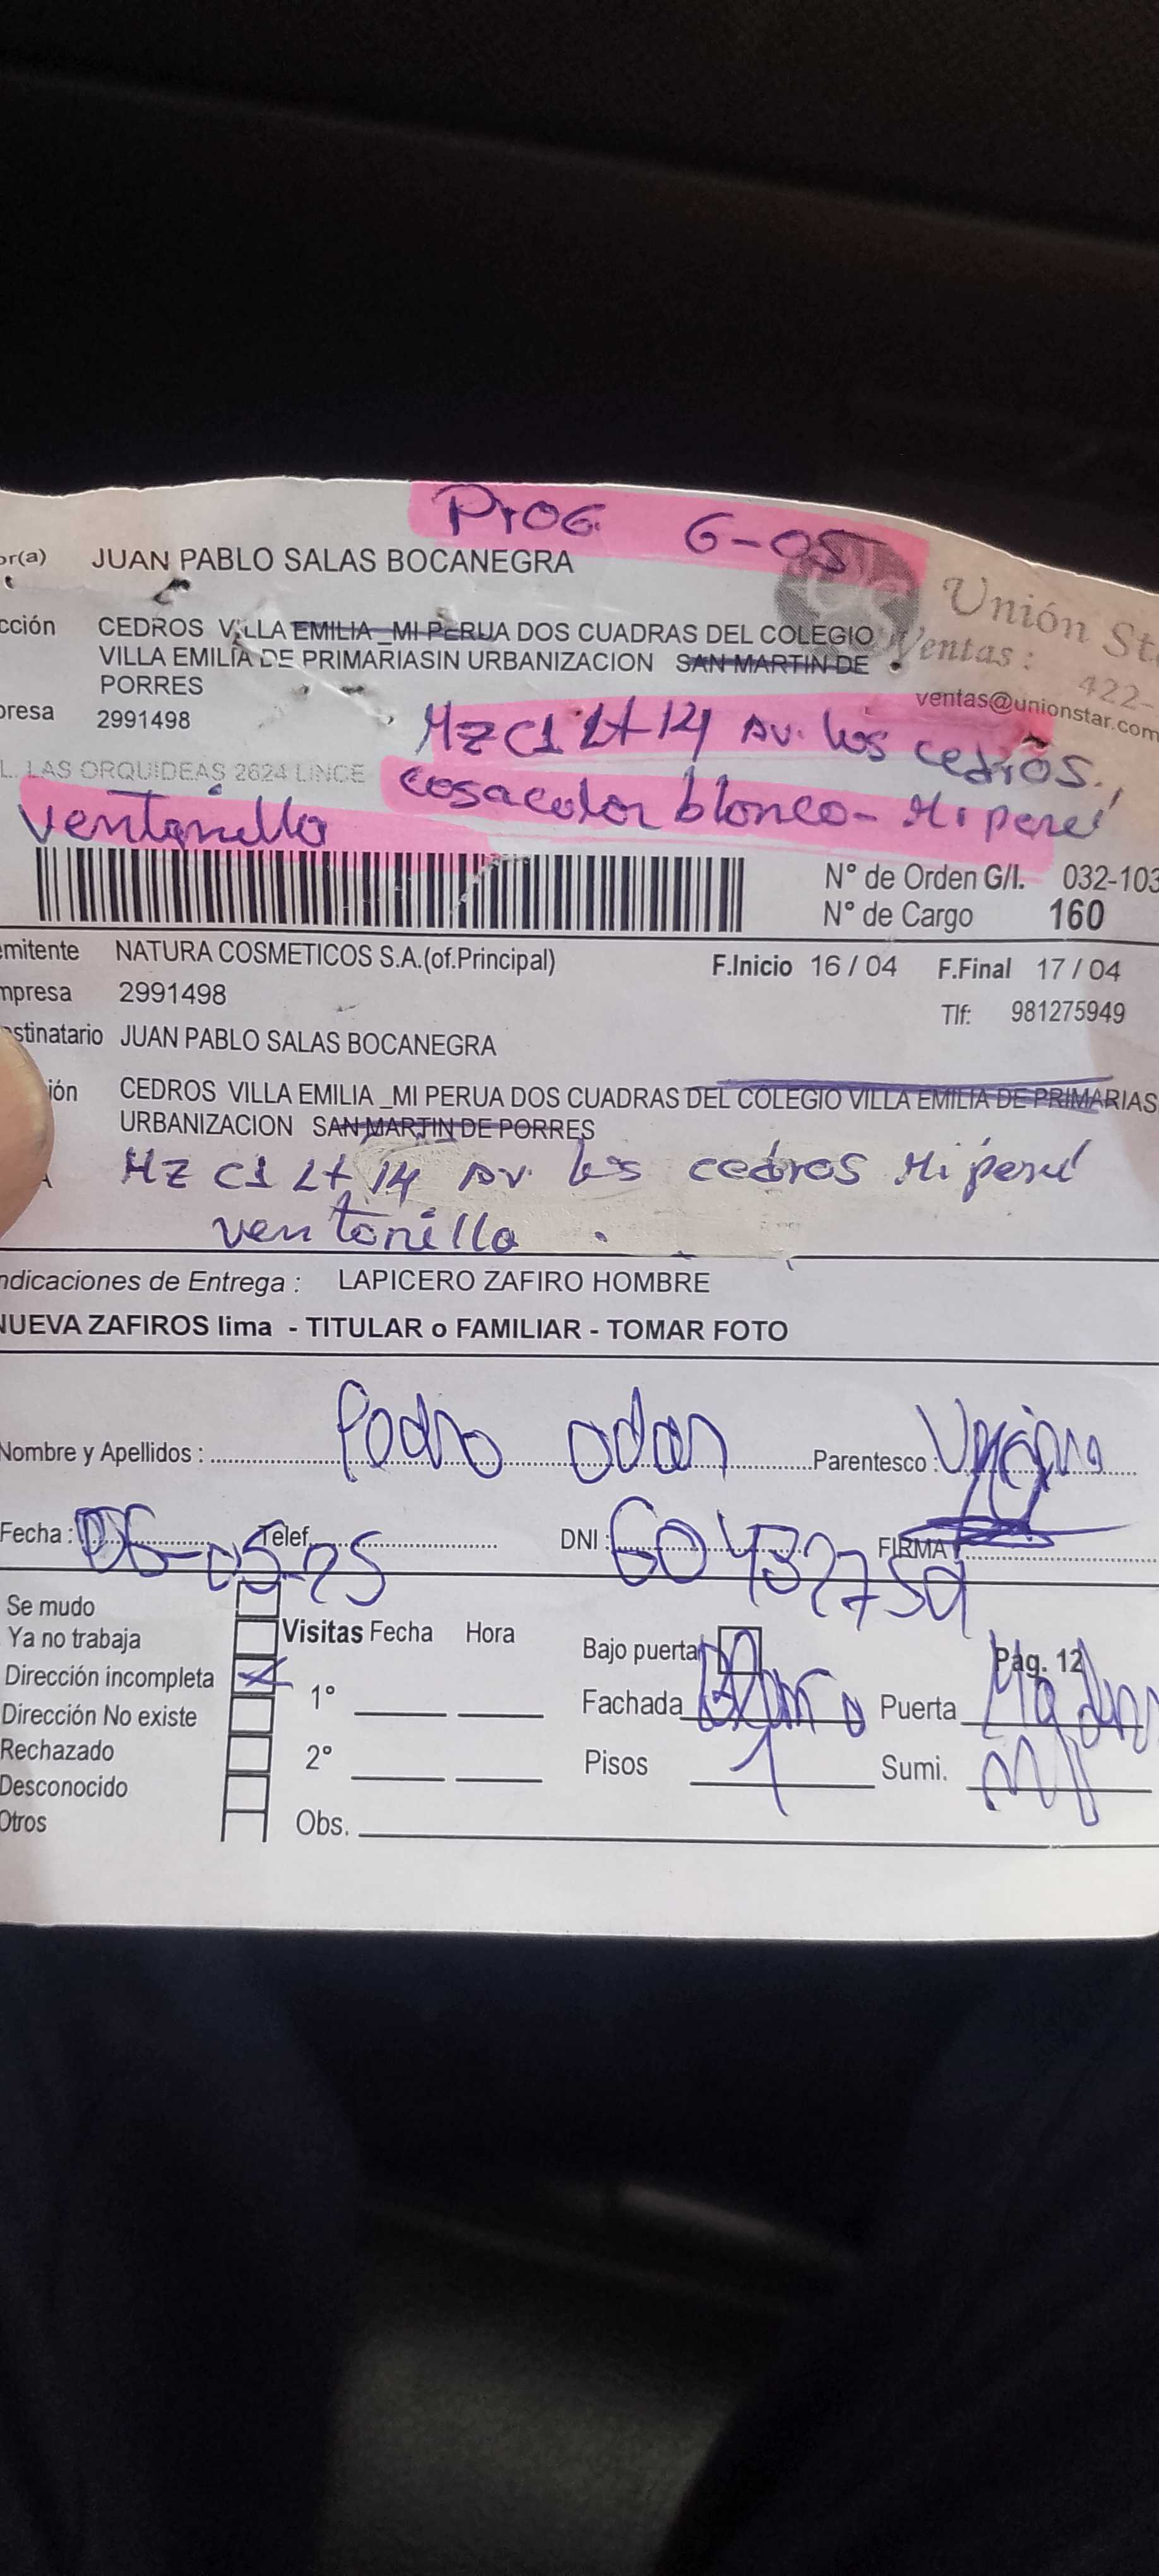 Prog 6-05
or(a) JUAN PABLO SALAS BOCANEGRA
Unión St
cción CEDROS VILLA EMILIA _MI PERUA DOS CUADRAS DEL COLEGIO
Ventas :
VILLA EMILIA DE PRIMARIASIN URBANIZACION SAN MARTIN DE
422-
PORRES
ventas@unionstar.com
presa 2991498
Mz C1 Lt 14 Av. los cedros.,
L. LAS ORQUIDEAS 2624 LINCE
casa color blanco - Mi perú
Ventanilla
N° de Orden G/I. 032-103
N° de Cargo 160
emitente NATURA COSMETICOS S.A.(of.Principal)
F.Inicio 16 / 04 F.Final 17 / 04
mpresa 2991498
Tlf: 981275949
stinatario JUAN PABLO SALAS BOCANEGRA
ión CEDROS VILLA EMILIA _MI PERUA DOS CUADRAS DEL COLEGIO VILLA EMILIA DE PRIMARIAS
URBANIZACION SAN MARTIN DE PORRES
A Mz C1 Lt 14 Av. los cedros Mi perú
ventanilla .
ndicaciones de Entrega : LAPICERO ZAFIRO HOMBRE
NUEVA ZAFIROS lima - TITULAR o FAMILIAR - TOMAR FOTO
Nombre y Apellidos : Pedro Parentesco :
Fecha : 06-05-25 Telef. DNI : 60432759 FIRMA
Se mudo
Ya no trabaja
Visitas Fecha Hora
Bajo puerta
Pág. 12
Dirección incompleta
1°
Fachada
Puerta
Dirección No existe
Rechazado
2°
Pisos 1
Sumi.
Desconocido
Otros
Obs.